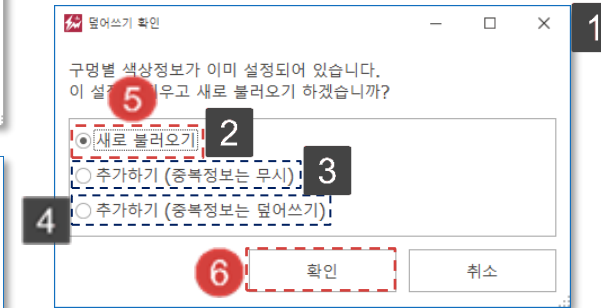 덮어쓰기 확인
1
구멍별 색상정보가 이미 설정되어 있습니다.
이 설 우고 새로 불러오기 하겠습니까?
5
새로 불러오기
2
추가하기 (중복정보는 무시)
3
추가하기 (중복정보는 덮어쓰기)
4
6
확인
취소